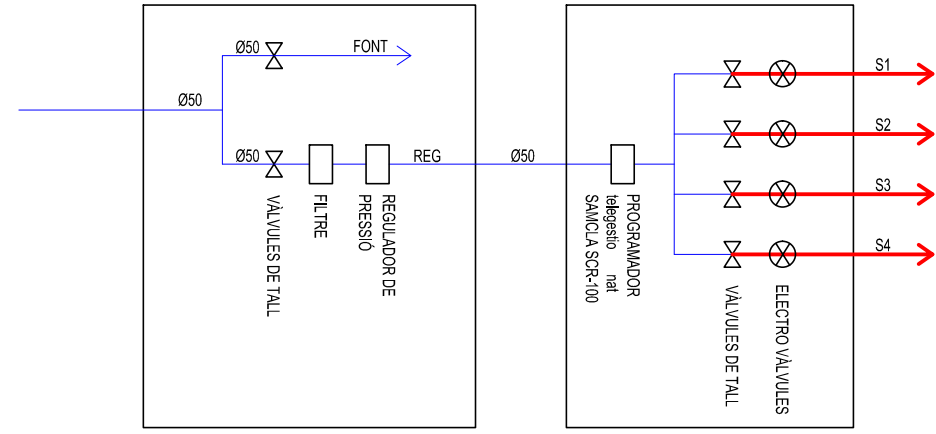 Ø50
FONT
Ø50
Ø50
REG
VÀLVULES DE TALL
FILTRE
REGULADOR DE
PRESSIÓ
Ø50
PROGRAMADOR
telegestio nat
SAMCLA SCR-100
S1
S2
S3
S4
VÀLVULES DE TALL
ELECTRO VÀLVULES